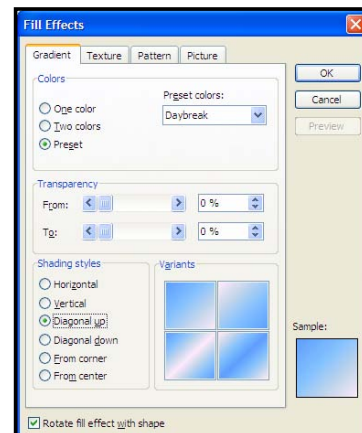 Fill Effects
Gradient Texture Pattern Picture
OK
Cancel
Preview
Colors
One color
Two colors
Preset
Preset colors:
Daybreak
Transparency
From: 0 %
To: 0 %
Shading styles
Horizontal
Vertical
Diagonal up
Diagonal down
From corner
From center
Variants
Sample:
Rotate fill effect with shape